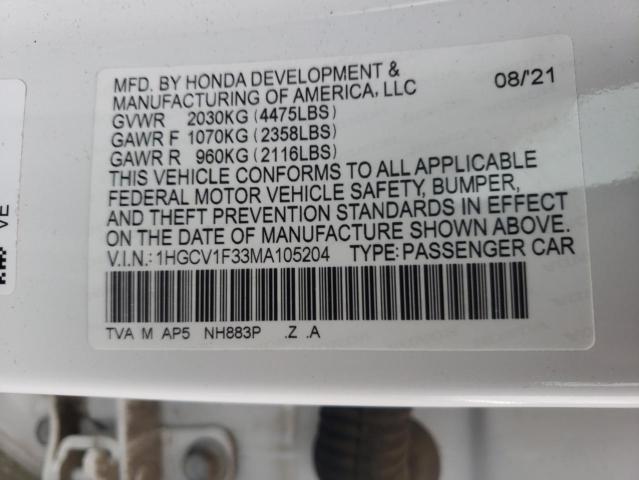 MFD. BY HONDA DEVELOPMENT & 08/'21
MANUFACTURING OF AMERICA, LLC
GVWR 2030KG (4475LBS)
GAWR F 1070KG (2358LBS)
GAWR R 960KG (2116LBS)
THIS VEHICLE CONFORMS TO ALL APPLICABLE
FEDERAL MOTOR VEHICLE SAFETY, BUMPER,
AND THEFT PREVENTION STANDARDS IN EFFECT
ON THE DATE OF MANUFACTURE SHOWN ABOVE.
V.I.N.: 1HGCV1F33MA105204 TYPE: PASSENGER CAR
TVA M AP5 NH883P .Z .A
VE